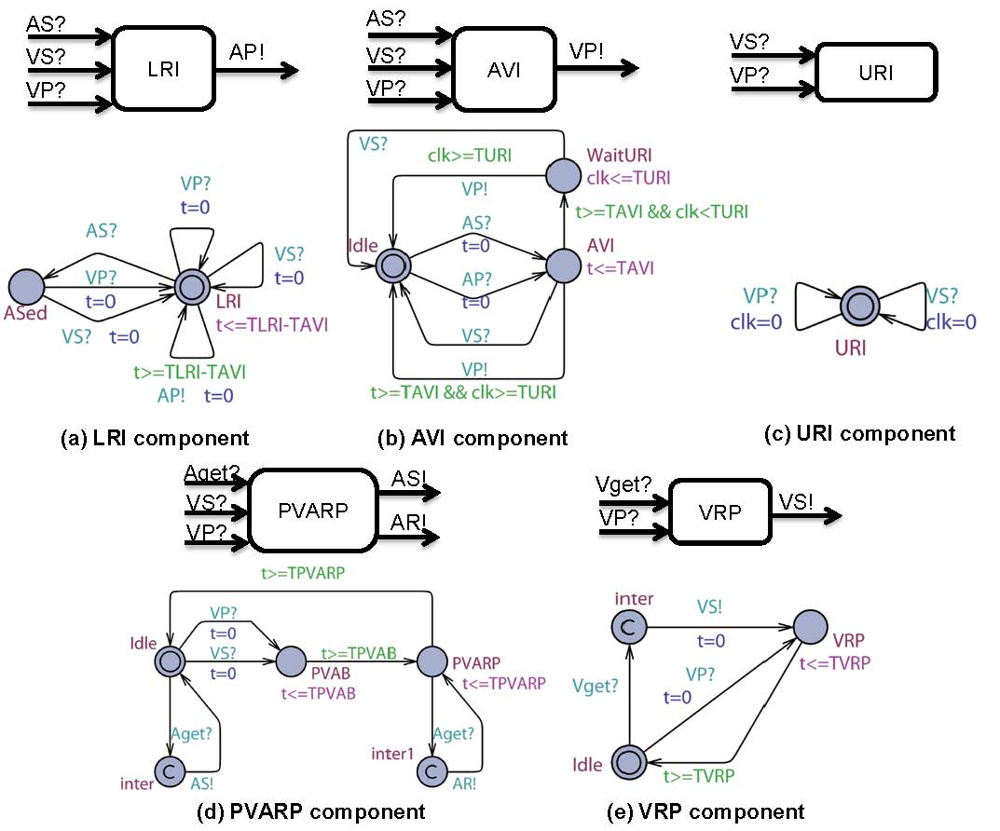 AS?
VS?
VP?
LRI
AP!
AS?
VS?
VP?
AVI
VP!
VS?
VP?
URI
VP?
t=0
AS?
VS?
t=0
VP?
t=0
ASed
LRI
t<=TLRI-TAVI
VS? t=0
t>=TLRI-TAVI
AP! t=0
VS?
clk>=TURI
WaitURI
clk<=TURI
VP!
t>=TAVI && clk<TURI
AS?
t=0
Idle
AVI
t<=TAVI
AP?
t=0
VS?
VP!
t>=TAVI && clk>=TURI
VP?
clk=0
VS?
clk=0
URI
(a) LRI component
(b) AVI component
(c) URI component
Aget?
VS?
VP?
PVARP
AS!
AR!
Vget?
VP?
VRP
VS!
t>=TPVARP
VP?
t=0
Idle
VS?
t=0
t>=TPVAB
PVAB
t<=TPVAB
PVARP
t<=TPVARP
Aget?
Aget?
inter
C
AS!
inter1
C
AR!
inter
C
VS!
t=0
VRP
t<=TVRP
VP?
t=0
Vget?
Idle
t>=TVRP
(d) PVARP component
(e) VRP component